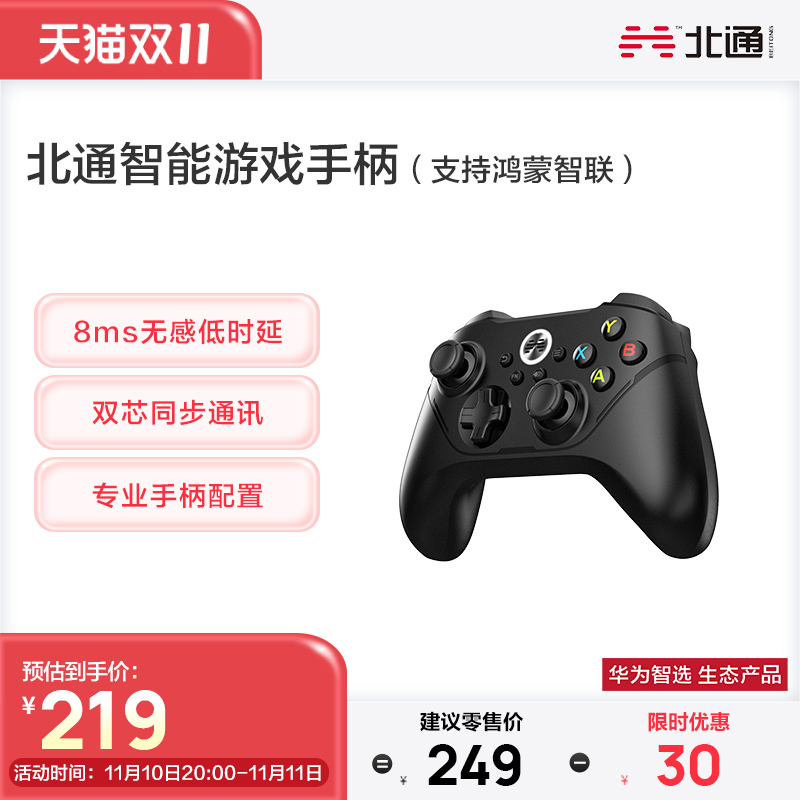 天猫双11
北通
BEITONG
北通智能游戏手柄（支持鸿蒙智联）
8ms无感低时延
双芯同步通讯
专业手柄配置
Y
X
B
A
预估到手价：
¥219
活动时间：11月10日20:00-11月11日
华为智选 生态产品
建议零售价
限时优惠
= ¥ 249 - ¥ 30